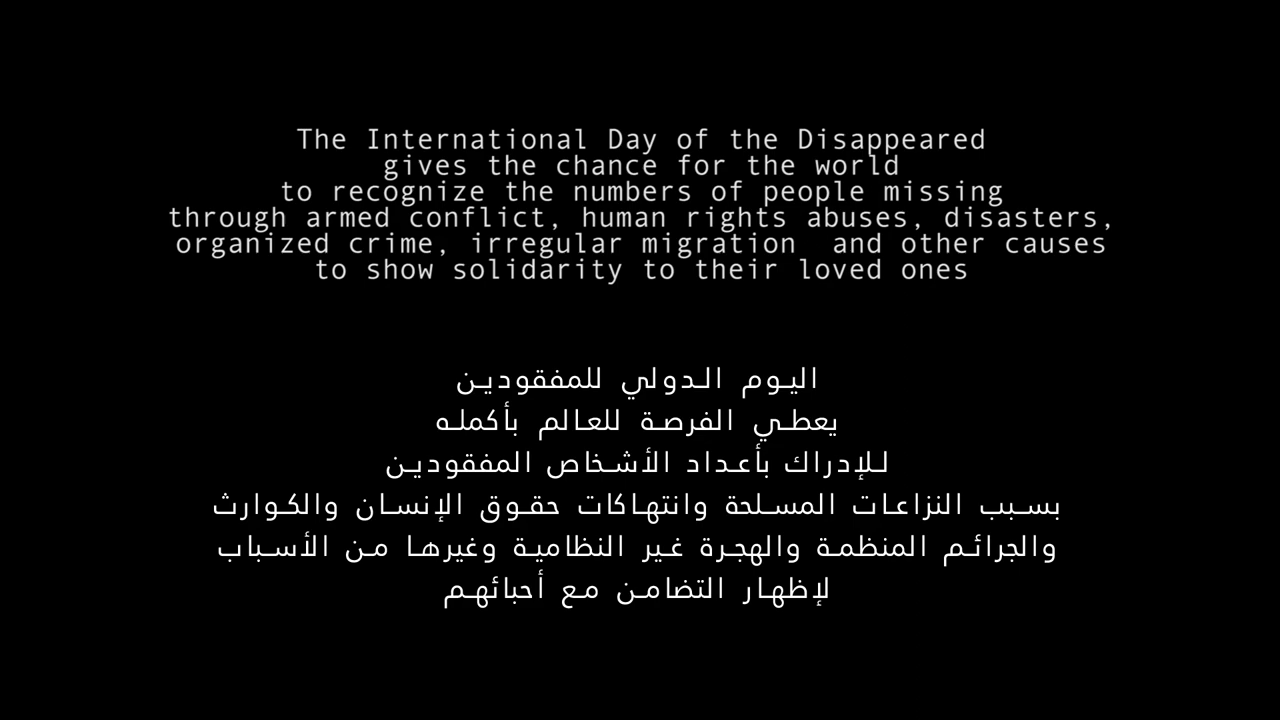 The International Day of the Disappeared
gives the chance for the world
to recognize the numbers of people missing
through armed conflict, human rights abuses, disasters,
organized crime, irregular migration  and other causes
to show solidarity to their loved ones
اليوم الدولي للمفقودين
يعطي الفرصة للعالم بأكمله
للإدراك بأعداد الأشخاص المفقودين
بسبب النزاعات المسلحة وانتهاكات حقوق الإنسان والكوارث
والجرائم المنظمة والهجرة غير النظامية وغيرها من الأسباب
لإظهار التضامن مع أحبائهم